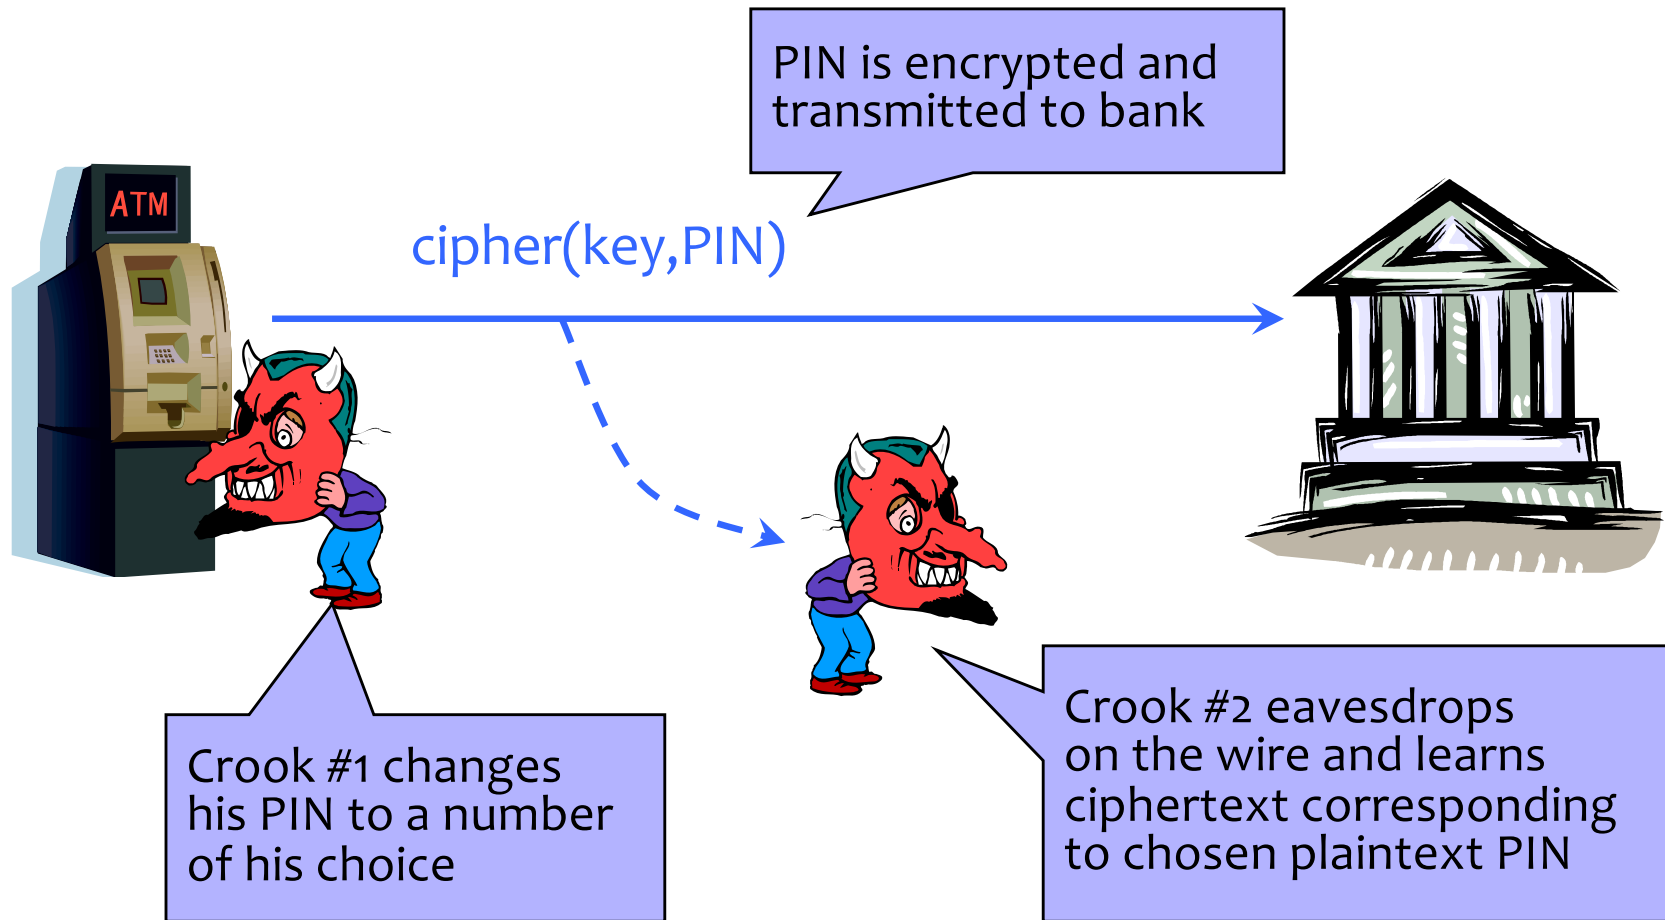 PIN is encrypted and
transmitted to bank
ATM
cipher(key,PIN)
Crook #1 changes
his PIN to a number
of his choice
Crook #2 eavesdrops
on the wire and learns
ciphertext corresponding
to chosen plaintext PIN